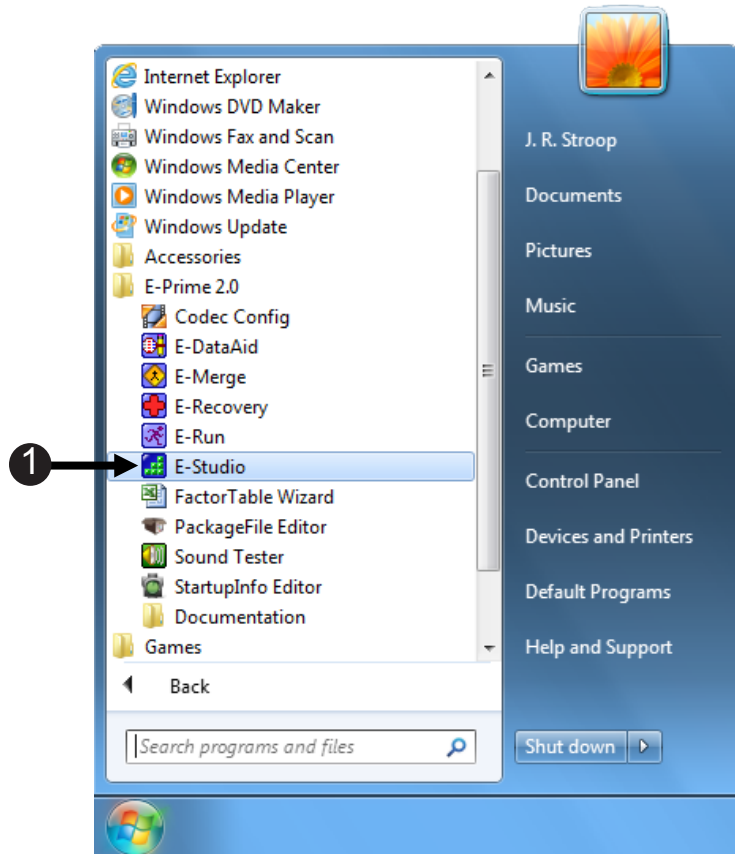 Internet Explorer
Windows DVD Maker
Windows Fax and Scan
Windows Media Center
Windows Media Player
Windows Update
Accessories
E-Prime 2.0
Codec Config
E-DataAid
E-Merge
E-Recovery
E-Run
1
E-Studio
FactorTable Wizard
PackageFile Editor
Sound Tester
StartupInfo Editor
Documentation
Games
Back
Search programs and files
J. R. Stroop
Documents
Pictures
Music
Games
Computer
Control Panel
Devices and Printers
Default Programs
Help and Support
Shut down